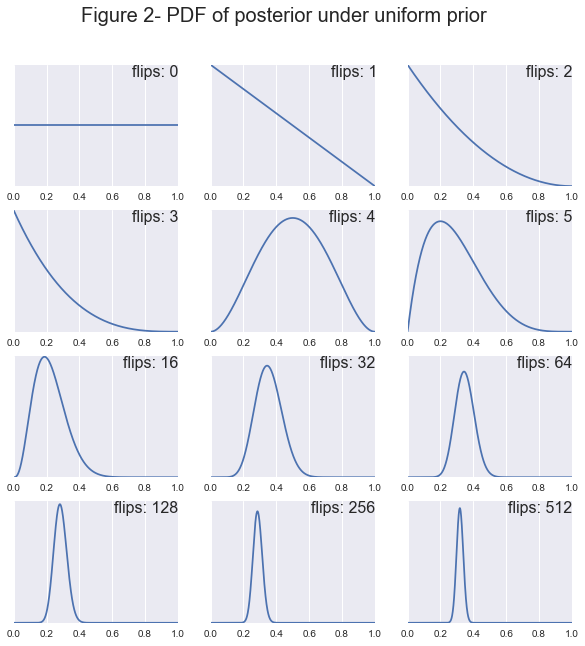 Figure 2- PDF of posterior under uniform prior
flips: 0 flips: 1 flips: 2
0.0 0.2 0.4 0.6 0.8 1.0 0.0 0.2 0.4 0.6 0.8 1.0 0.0 0.2 0.4 0.6 0.8 1.0
flips: 3 flips: 4 flips: 5
0.0 0.2 0.4 0.6 0.8 1.0 0.0 0.2 0.4 0.6 0.8 1.0 0.0 0.2 0.4 0.6 0.8 1.0
flips: 16 flips: 32 flips: 64
0.0 0.2 0.4 0.6 0.8 1.0 0.0 0.2 0.4 0.6 0.8 1.0 0.0 0.2 0.4 0.6 0.8 1.0
flips: 128 flips: 256 flips: 512
0.0 0.2 0.4 0.6 0.8 1.0 0.0 0.2 0.4 0.6 0.8 1.0 0.0 0.2 0.4 0.6 0.8 1.0